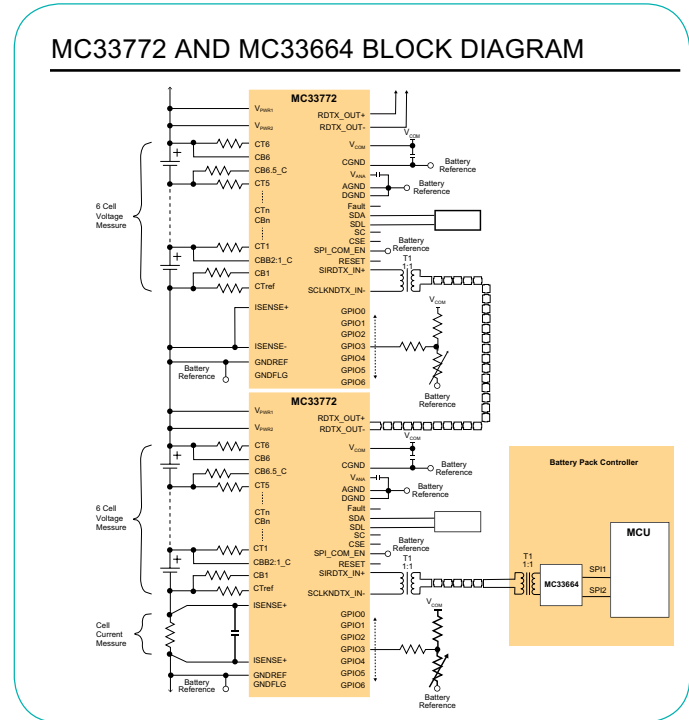 MC33772 AND MC33664 BLOCK DIAGRAM
MC33772
VPWR1
VPWR2
CT6
CB6
CB6.5_C
CT5
CTn
CBn
CT1
CBB2:1_C
CB1
CTref
ISENSE+
ISENSE-
GNDREF
GNDFLG
RDTX_OUT+
RDTX_OUT-
VCOM
CGND
VANA
AGND
DGND
Fault
SDA
SDL
SC
CSE
SPI_COM_EN
RESET
SIRDTX_IN+
SCLKNDTX_IN-
GPIO0
GPIO1
GPIO2
GPIO3
GPIO4
GPIO5
GPIO6
6 Cell
Voltage
Messure
Battery
Reference
VCOM
Battery
Reference
Battery
Reference
Battery
Reference
T1
1:1
VCOM
Battery
Reference
MC33772
VPWR1
VPWR2
CT6
CB6
CB6.5_C
CT5
CTn
CBn
CT1
CBB2:1_C
CB1
CTref
ISENSE+
ISENSE+
GNDREF
GNDFLG
RDTX_OUT+
RDTX_OUT-
VCOM
CGND
VANA
AGND
DGND
Fault
SDA
SDL
SC
CSE
SPI_COM_EN
RESET
SIRDTX_IN+
SCLKNDTX_IN-
GPIO0
GPIO1
GPIO2
GPIO3
GPIO4
GPIO5
GPIO6
6 Cell
Voltage
Messure
Cell
Current
Messure
Battery
Reference
VCOM
Battery
Reference
Battery
Reference
Battery
Reference
T1
1:1
VCOM
Battery
Reference
Battery Pack Controller
T1
1:1
MC33664
SPI1
SPI2
MCU